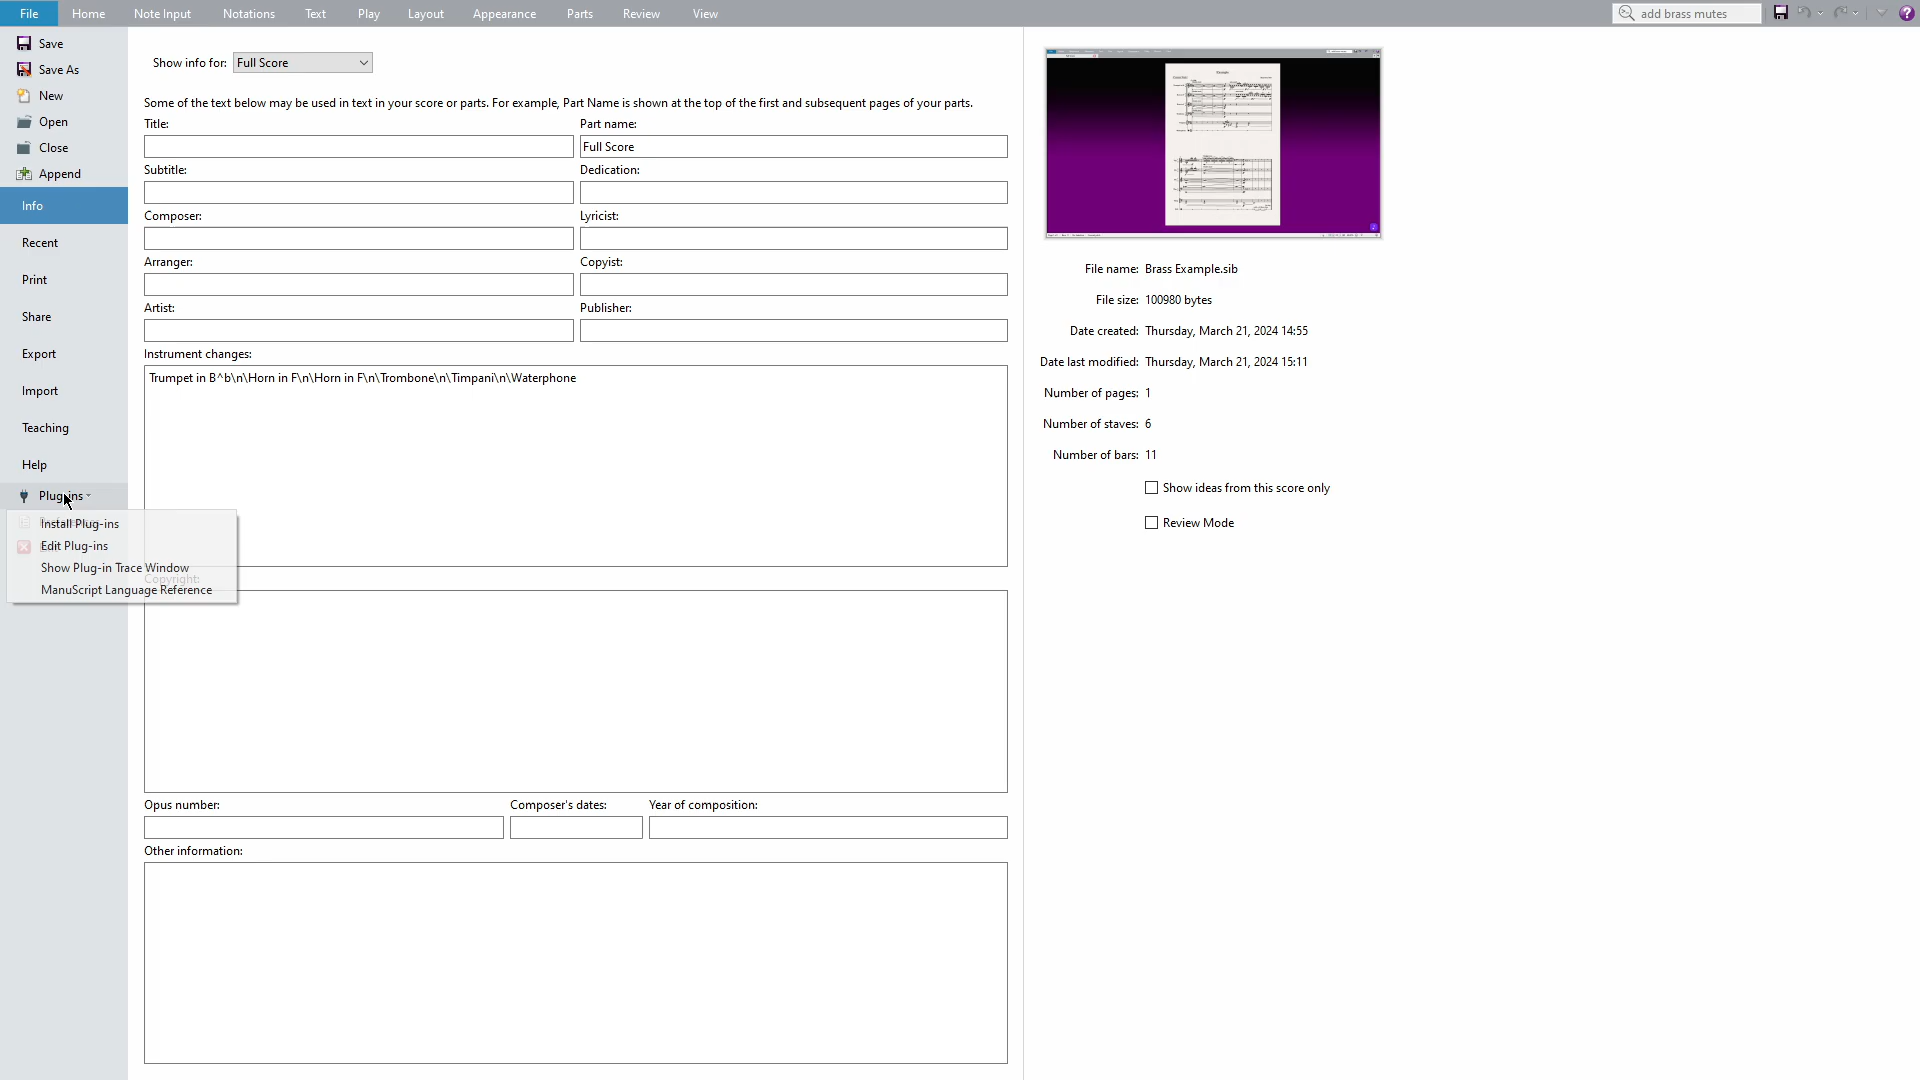 File Home Note Input Notations Text Play Layout Appearance Parts Review View add brass mutes
Save
Save As
New
Open
Close
Append
Info
Recent
Print
Share
Export
Import
Teaching
Help
Plug-ins
Install Plug-ins
Edit Plug-ins
Show Plug-in Trace Window
ManuScript Language Reference
Show info for: Full Score
Some of the text below may be used in text in your score or parts. For example, Part Name is shown at the top of the first and subsequent pages of your parts.
Title: Part name:
Full Score
Subtitle: Dedication:
Composer: Lyricist:
Arranger: Copyist:
Artist: Publisher:
Instrument changes:
Trumpet in B^b\n\Horn in F\n\Horn in F\n\Trombone\n\Timpani\n\Waterphone
Copyright:
Opus number: Composer's dates: Year of composition:
Other information:
Example
File name: Brass Example.sib
File size: 100980 bytes
Date created: Thursday, March 21, 2024 14:55
Date last modified: Thursday, March 21, 2024 15:11
Number of pages: 1
Number of staves: 6
Number of bars: 11
Show ideas from this score only
Review Mode